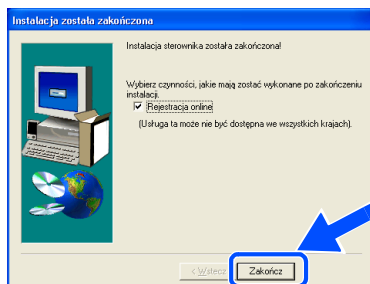 Instalacja została zakończona
Instalacja sterownika została zakończona!
Wybierz czynności, jakie mają zostać wykonane po zakończeniu
instalacji.
Rejestracja online
(Usługa ta może nie być dostępna we wszystkich krajach).
< Wstecz
Zakończ